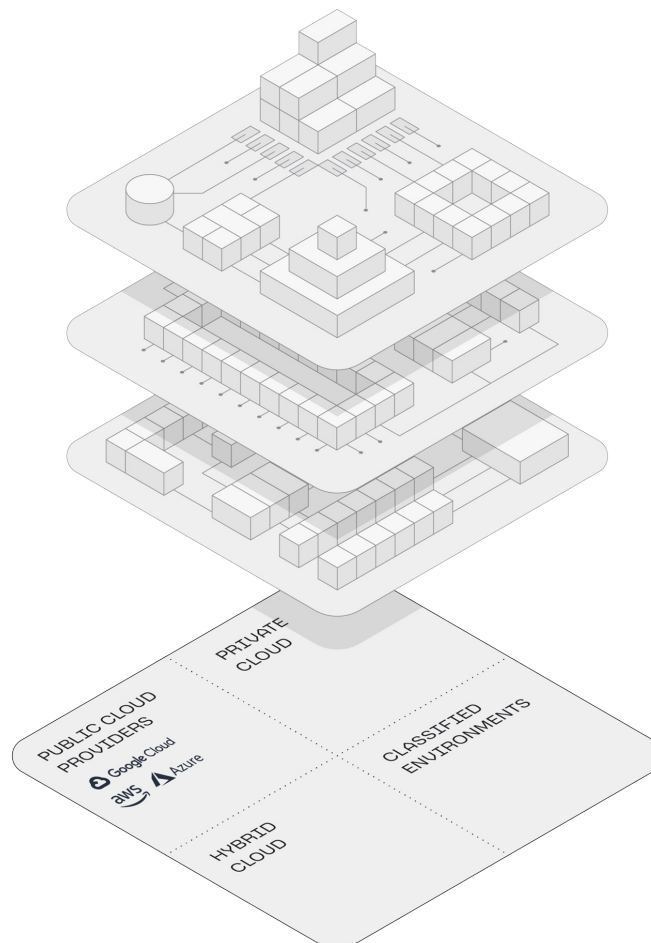 PRIVATE
CLOUD
PUBLIC CLOUD
PROVIDERS
Google Cloud
aws
Azure
CLASSIFIED
ENVIRONMENTS
HYBRID
CLOUD